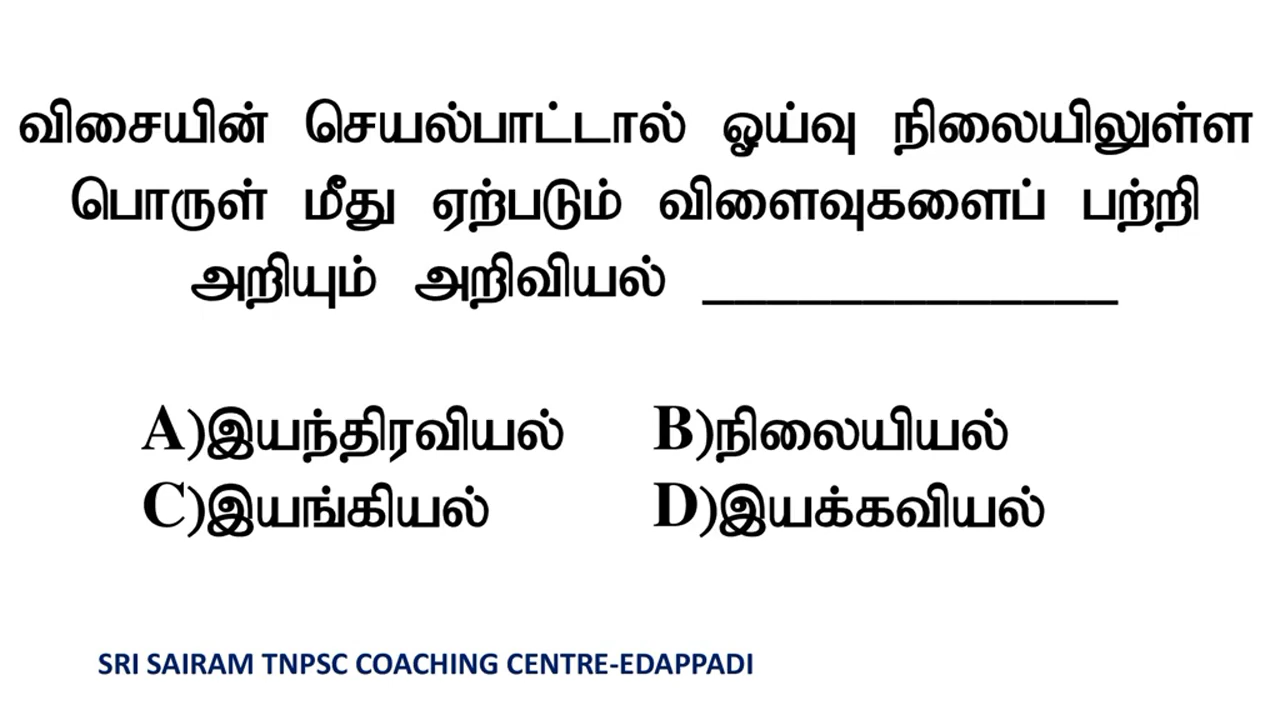 விசையின் செயல்பாட்டால் ஓய்வு நிலையிலுள்ள
பொருள் மீது ஏற்படும் விளைவுகளைப் பற்றி
அறியும் அறிவியல் _____________
A)இயந்திரவியல் B)நிலையியல்
C)இயங்கியல் D)இயக்கவியல்
SRI SAIRAM TNPSC COACHING CENTRE-EDAPPADI